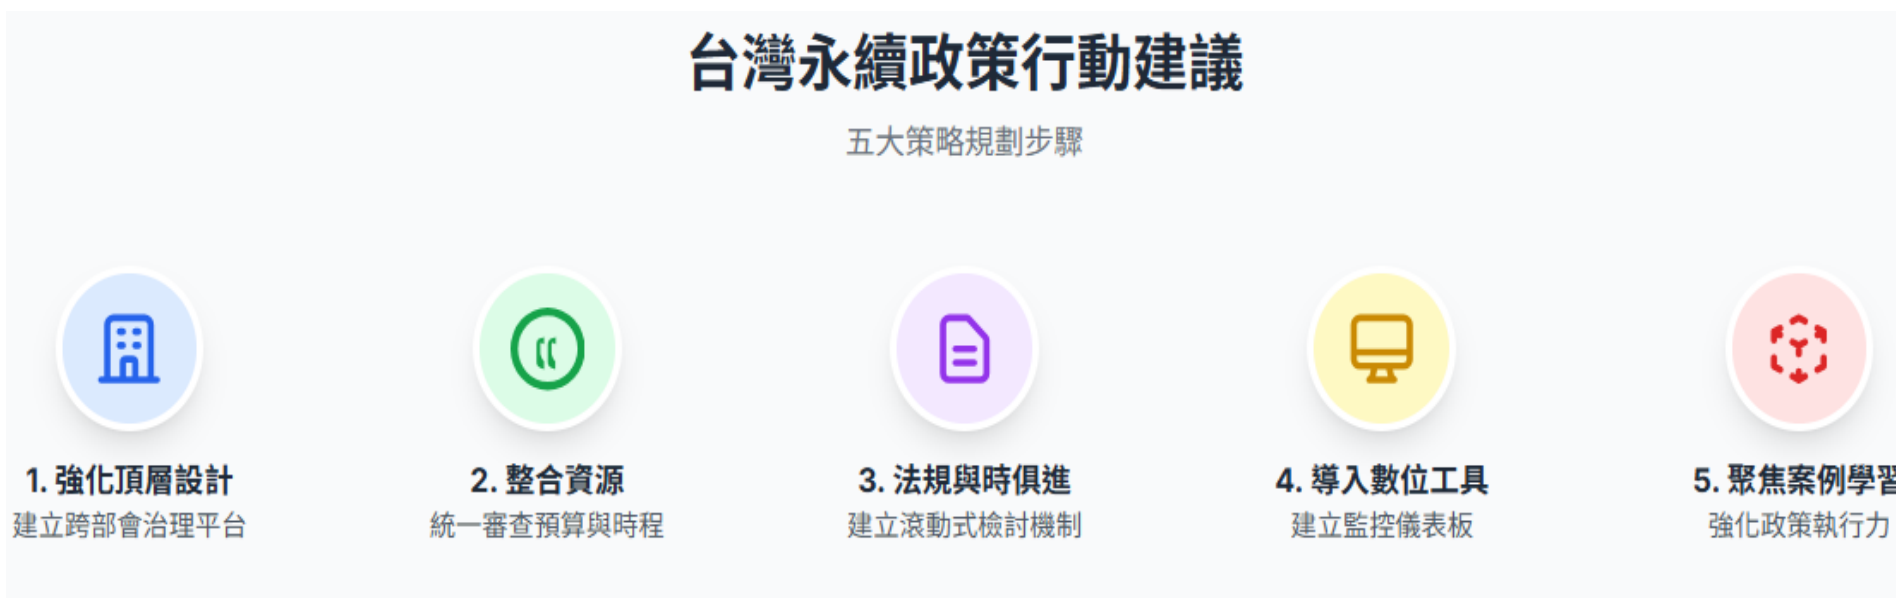 台灣永續政策行動建議
五大策略規劃步驟
1. 強化頂層設計
建立跨部會治理平台
2. 整合資源
統一審查預算與時程
3. 法規與時俱進
建立滾動式檢討機制
4. 導入數位工具
建立監控儀表板
5. 聚焦案例學習
強化政策執行力